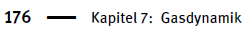 176 — Kapitel 7: Gasdynamik